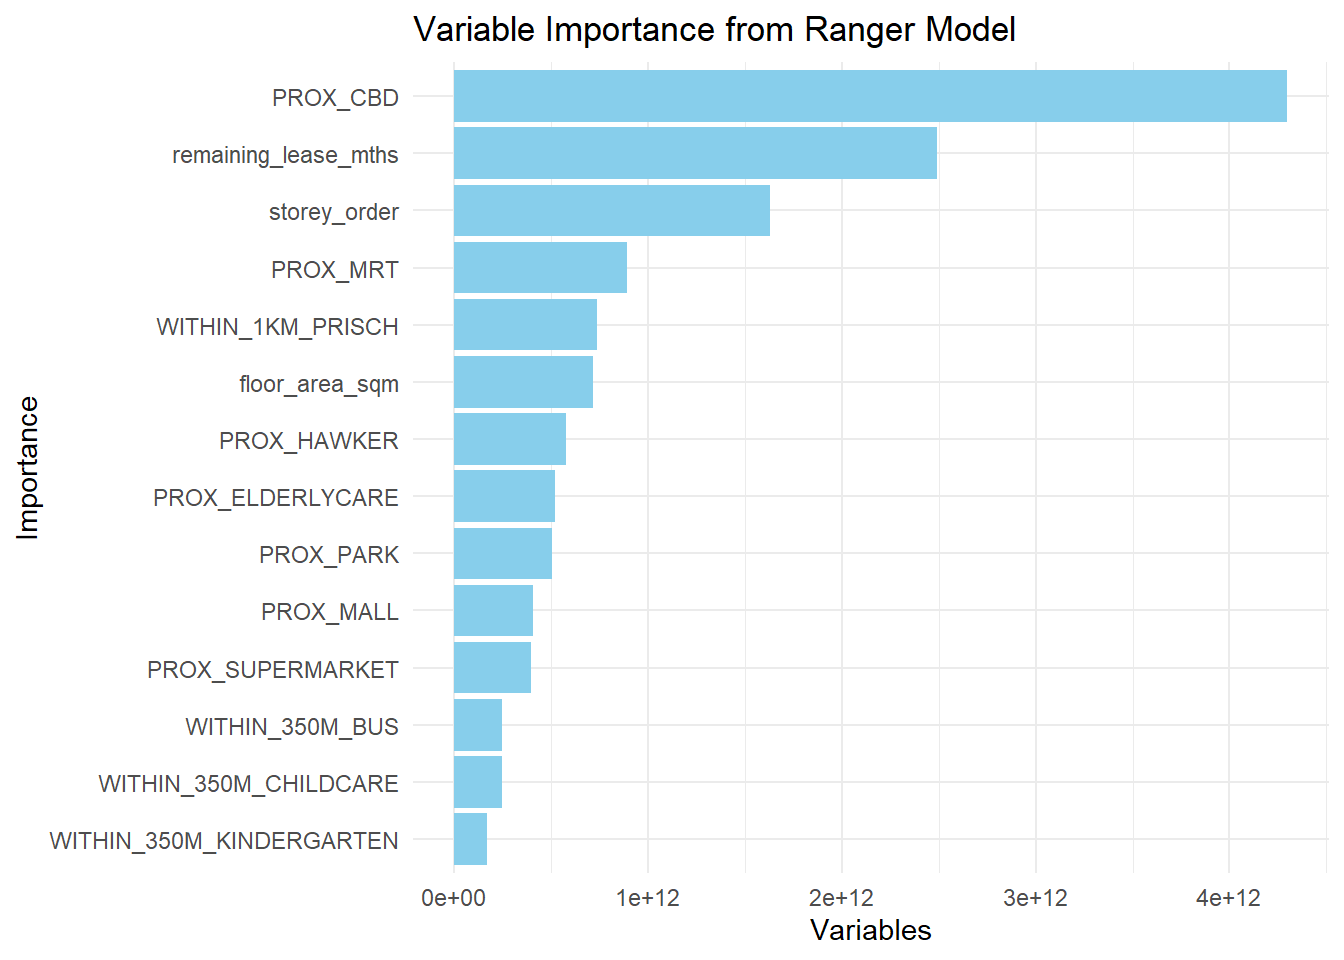 Variable Importance from Ranger Model
Importance
PROX_CBD
remaining_lease_mths
storey_order
PROX_MRT
WITHIN_1KM_PRISCH
floor_area_sqm
PROX_HAWKER
PROX_ELDERLYCARE
PROX_PARK
PROX_MALL
PROX_SUPERMARKET
WITHIN_350M_BUS
WITHIN_350M_CHILDCARE
WITHIN_350M_KINDERGARTEN
0e+00 1e+12 2e+12 3e+12 4e+12
Variables